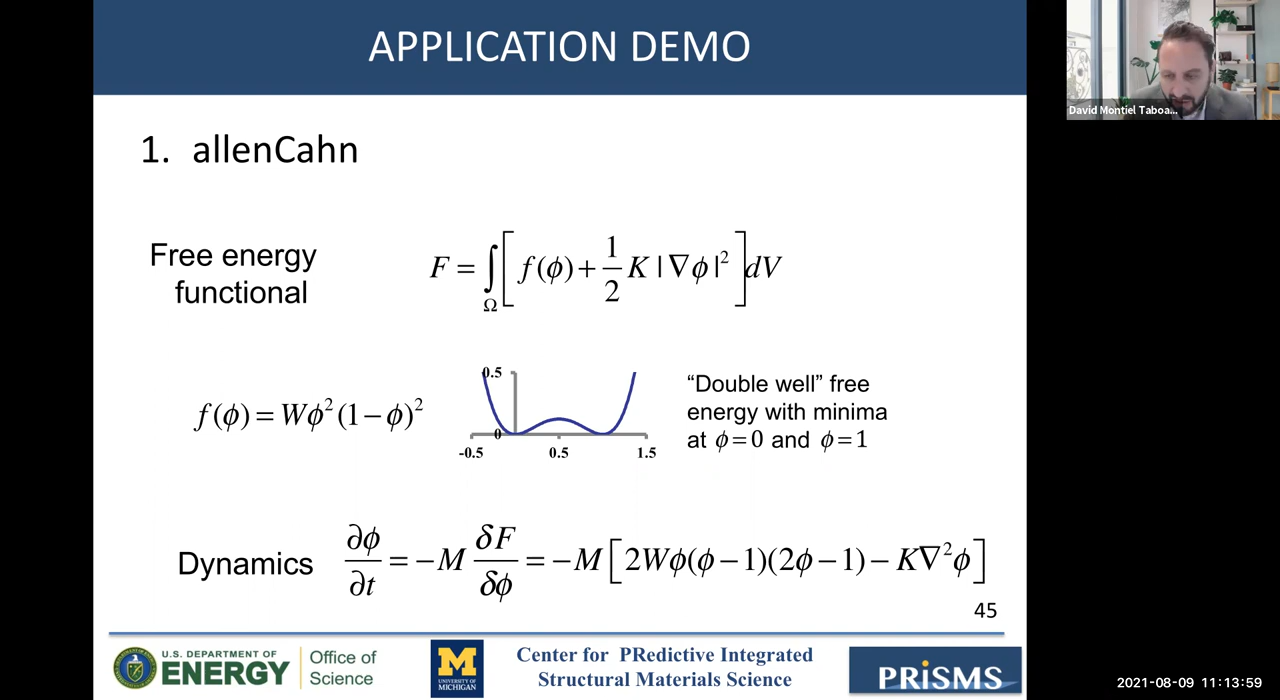 APPLICATION DEMO
David Montiel Taboa...
1. allenCahn
Free energy
functional
F = ∫Ω [ f(ϕ) + 1/2 K |∇ϕ|² ] dV
f(ϕ) = Wϕ²(1−ϕ)²
0.5
0
-0.5 0.5 1.5
“Double well” free
energy with minima
at ϕ=0 and ϕ=1
Dynamics ∂ϕ/∂t = −M δF/δϕ = −M[2Wϕ(ϕ−1)(2ϕ−1) − K∇²ϕ]
45
U.S. DEPARTMENT OF
ENERGY
Office of
Science
M
UNIVERSITY OF
MICHIGAN
Center for PRedictive Integrated
Structural Materials Science
PRiSMS
2021-08-09 11:13:59